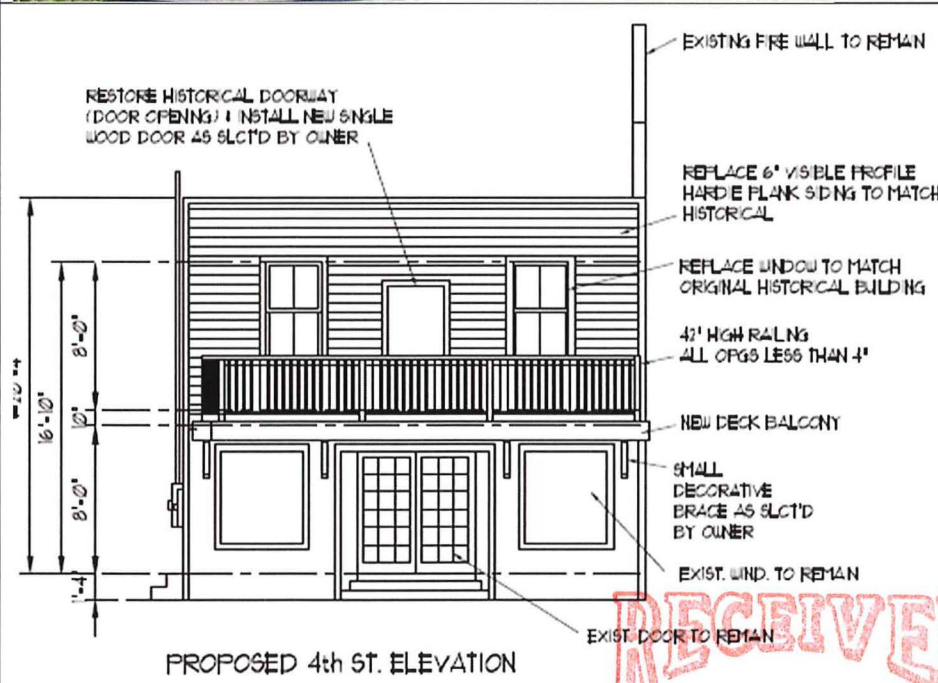 EXISTING FIRE WALL TO REMAIN
RESTORE HISTORICAL DOORWAY
(DOOR OPENING) & INSTALL NEW SINGLE
WOOD DOOR AS SLCT'D BY OWNER
REPLACE 6" VISIBLE PROFILE
HARDIE PLANK SIDING TO MATCH
HISTORICAL
REPLACE WINDOW TO MATCH
ORIGINAL HISTORICAL BUILDING
42" HIGH RAILING
ALL OPGS LESS THAN 4"
8'-0"
16'-10"
10"
8'-0"
1'-4"
NEW DECK BALCONY
SMALL
DECORATIVE
BRACE AS SLCT'D
BY OWNER
EXIST. WIND. TO REMAIN
EXIST DOOR TO REMAIN
PROPOSED 4th ST. ELEVATION
RECEIVE